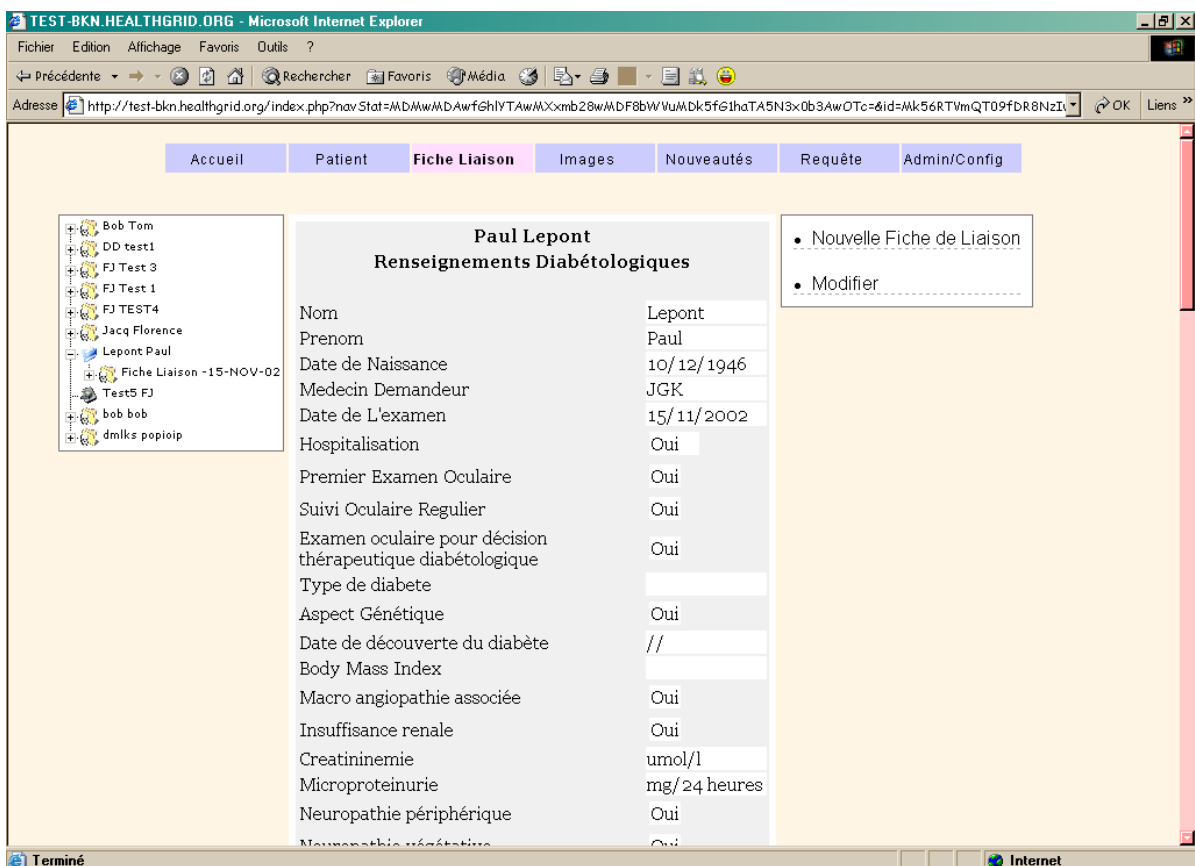 TEST-BKN.HEALTHGRID.ORG - Microsoft Internet Explorer
Fichier Edition Affichage Favoris Outils ?
Précédente Rechercher Favoris Média
Adresse http://test-bkn.healthgrid.org/index.php?navStat= OK Liens »
Accueil Patient Fiche Liaison Images Nouveautés Requête Admin/Config
Bob Tom
DD test1
FJ Test 3
FJ Test 1
FJ TEST4
Jacq Florence
Lepont Paul
Fiche Liaison -15-NOV-02
Test5 FJ
bob bob
dmlks popioip
Paul Lepont
Renseignements Diabétologiques
Nom Lepont
Prenom Paul
Date de Naissance 10/12/1946
Medecin Demandeur JGK
Date de L'examen 15/11/2002
Hospitalisation Oui
Premier Examen Oculaire Oui
Suivi Oculaire Regulier Oui
Examen oculaire pour décision
thérapeutique diabétologique Oui
Type de diabete
Aspect Génétique Oui
Date de découverte du diabète //
Body Mass Index
Macro angiopathie associée Oui
Insuffisance renale Oui
Creatininemie umol/l
Microproteinurie mg/24 heures
Neuropathie périphérique Oui
Neuropathie végétative Oui
• Nouvelle Fiche de Liaison
• Modifier
Terminé Internet